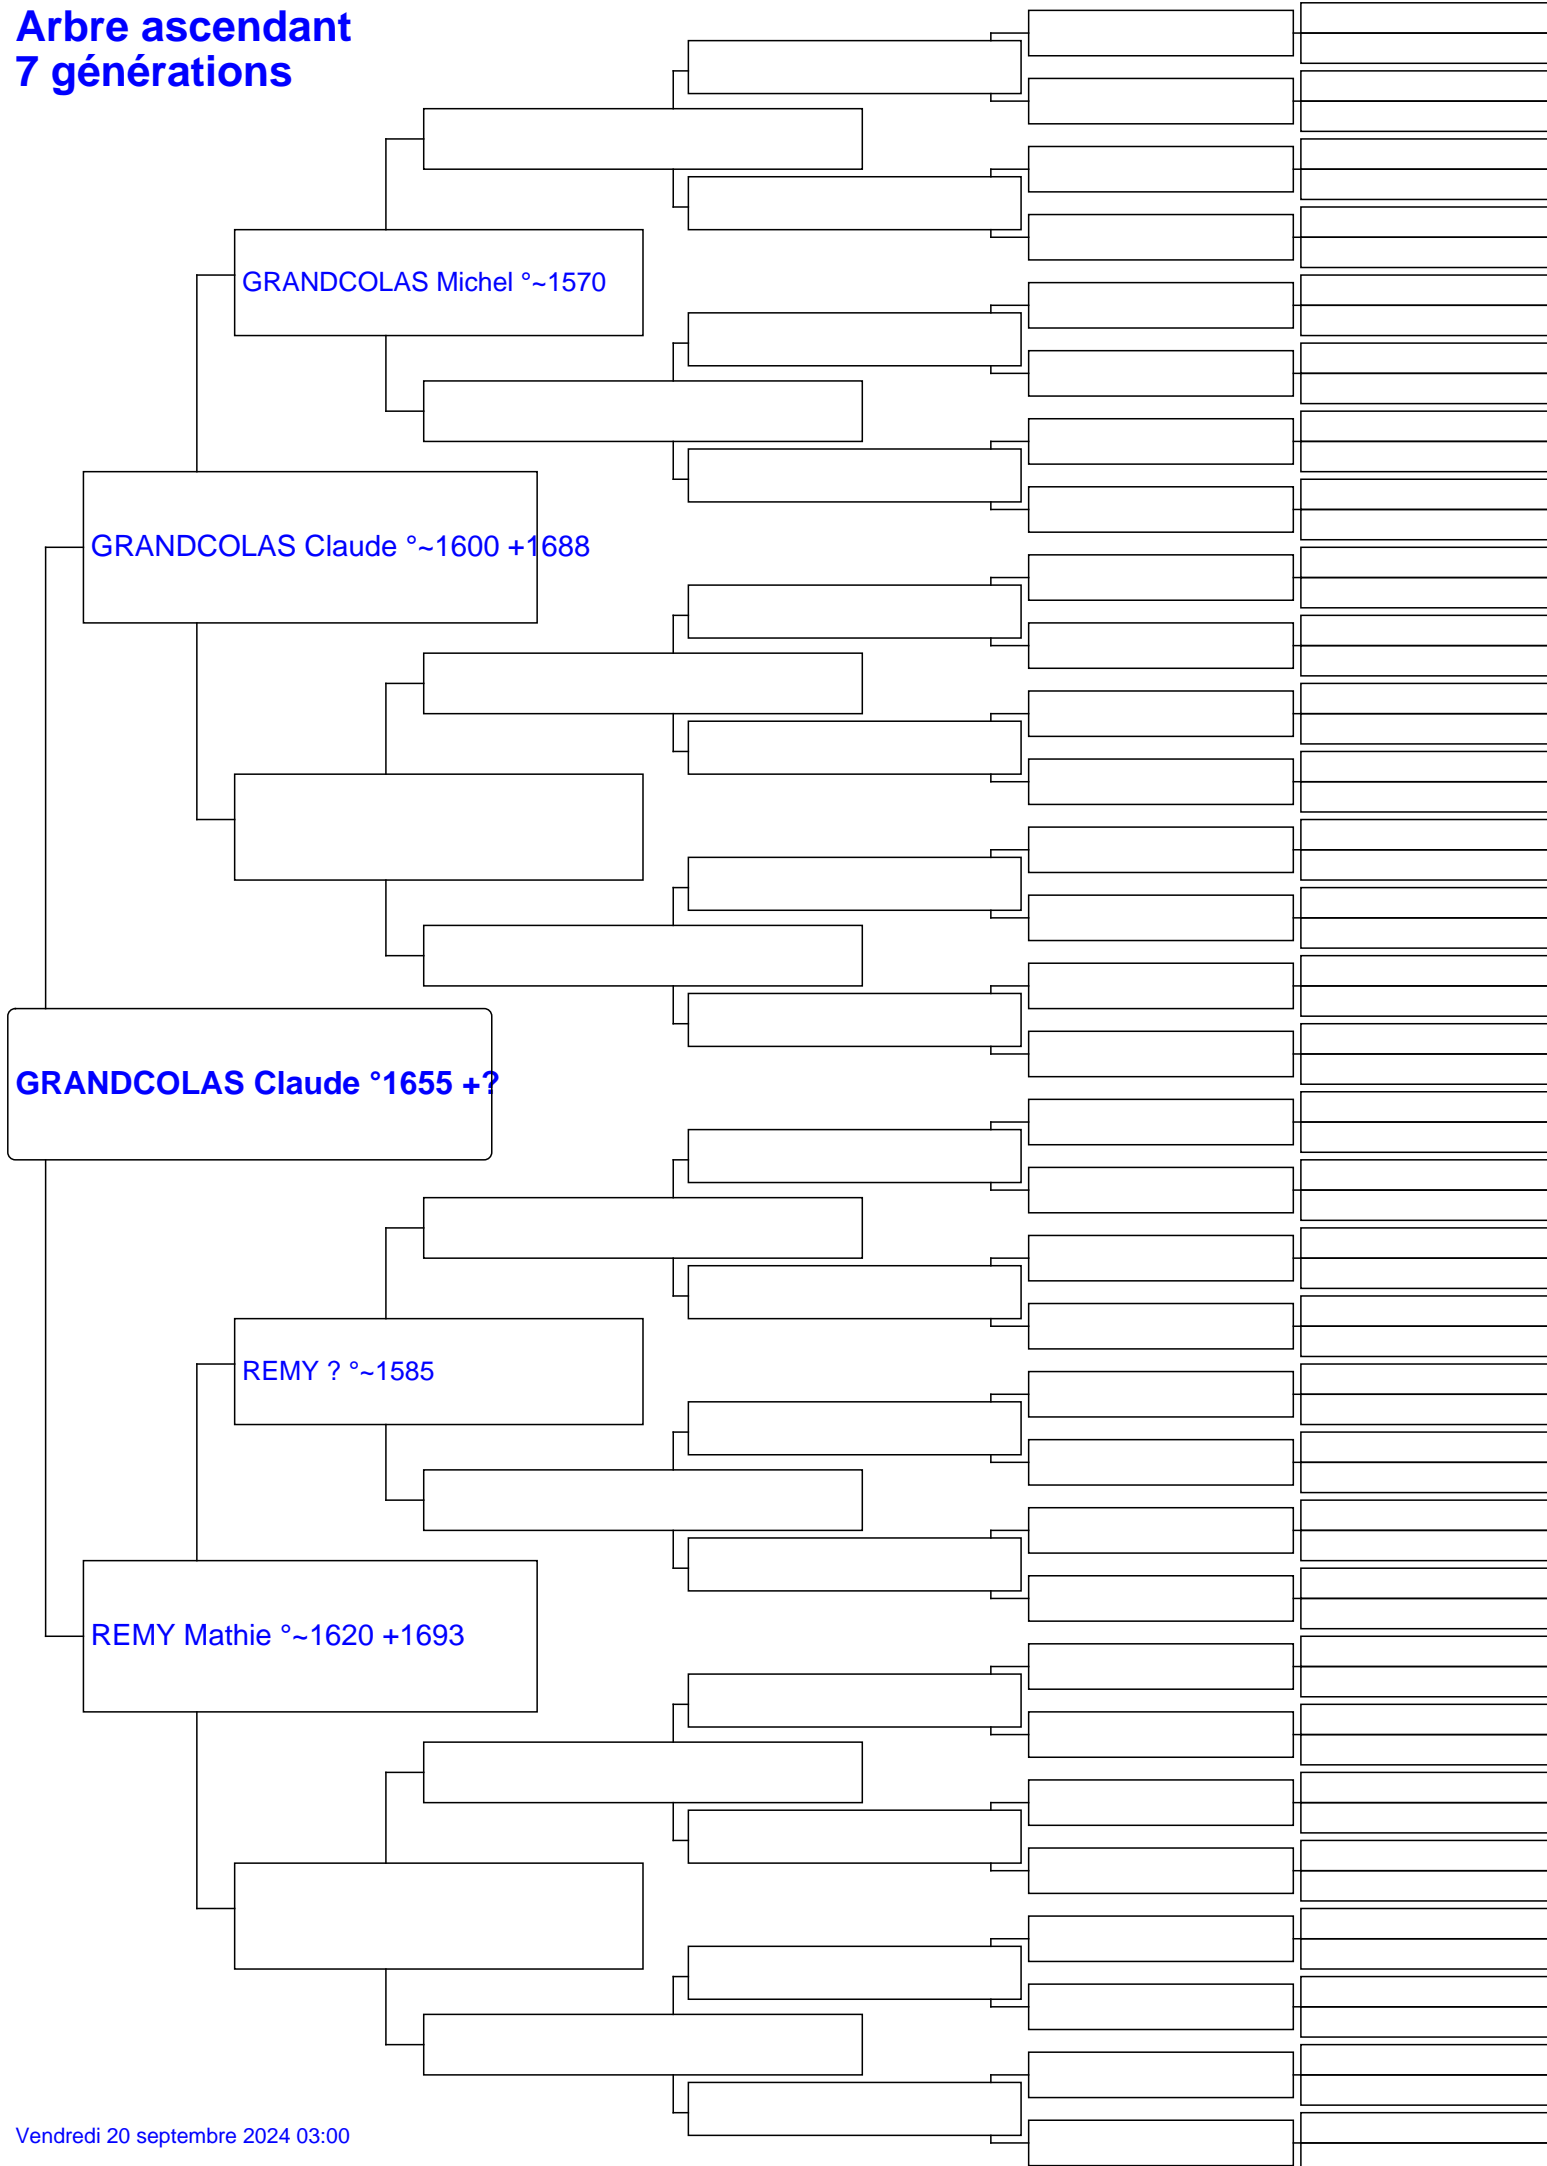 Arbre ascendant
7 générations
GRANDCOLAS Michel °~1570
GRANDCOLAS Claude °~1600 +1688
GRANDCOLAS Claude °1655 +?
REMY ? °~1585
REMY Mathie °~1620 +1693
Vendredi 20 septembre 2024 03:00